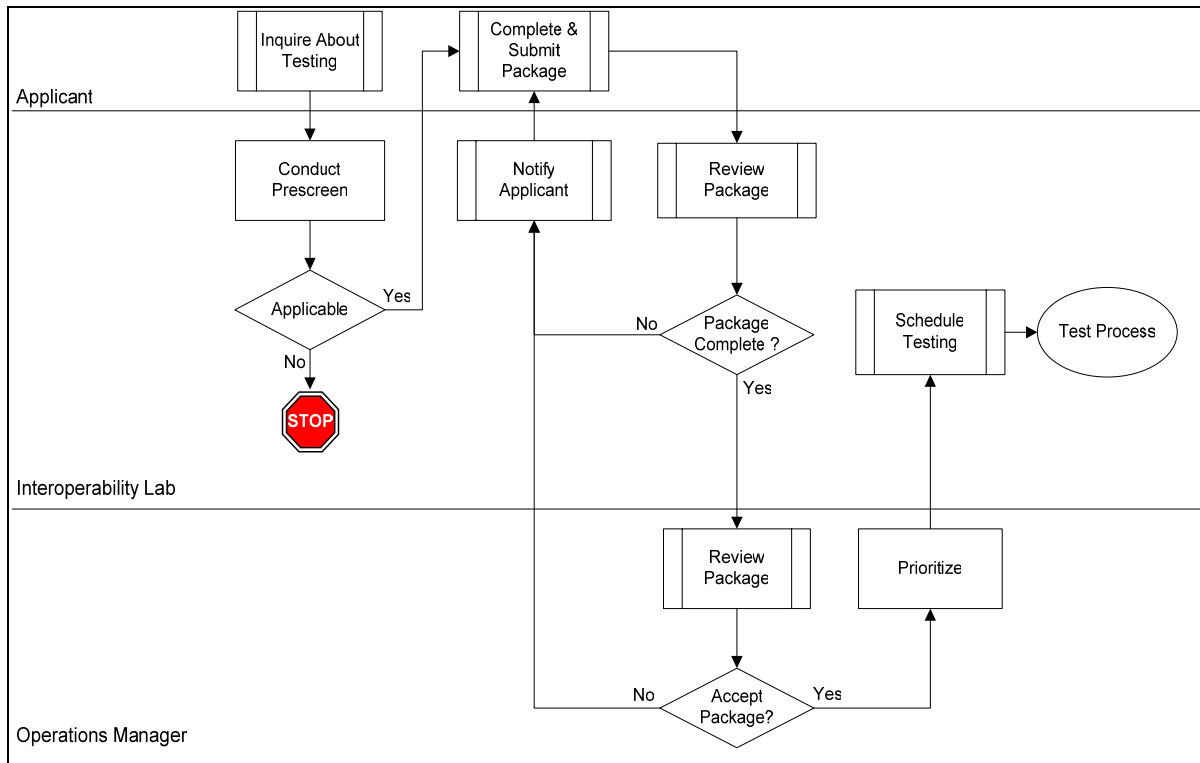 Inquire About
Testing
Complete &
Submit
Package
Applicant
Conduct
Prescreen
Notify
Applicant
Review
Package
Applicable
Yes
No
STOP
Package
Complete ?
No
Yes
Schedule
Testing
Test Process
Interoperability Lab
Review
Package
Prioritize
Accept
Package?
No
Yes
Operations Manager